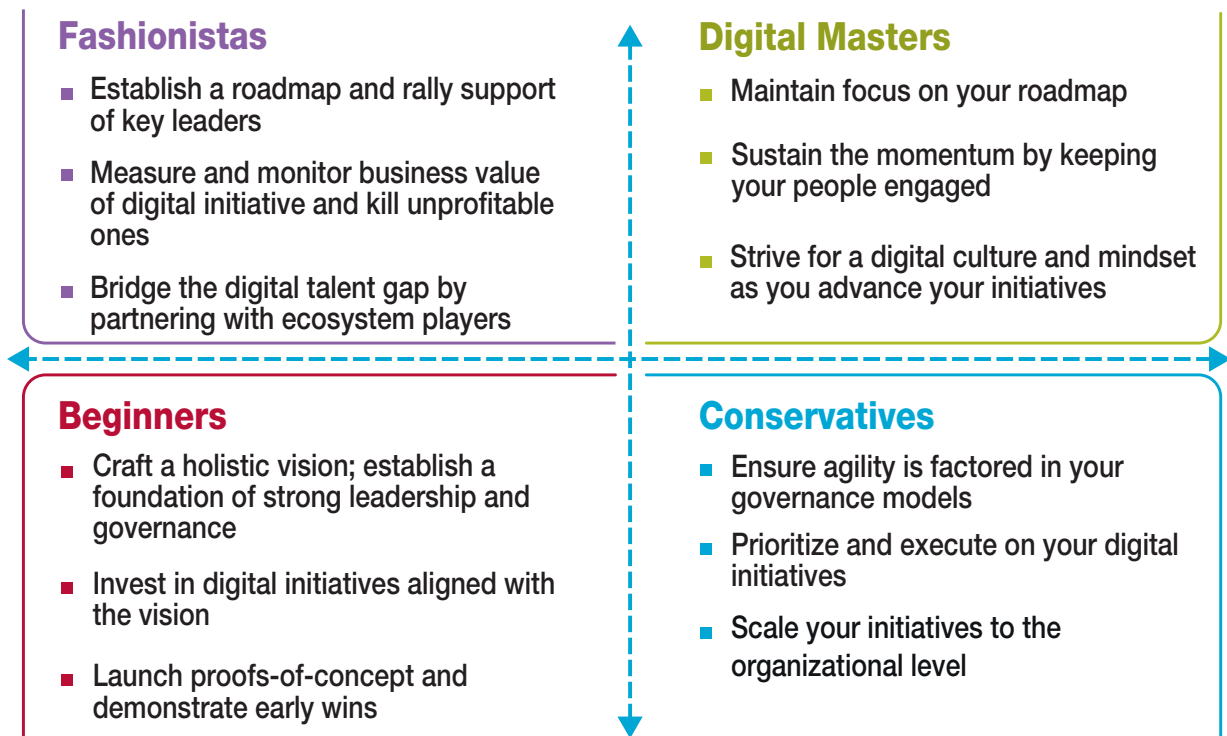 Fashionistas
Establish a roadmap and rally support
of key leaders
Measure and monitor business value
of digital initiative and kill unprofitable
ones
Bridge the digital talent gap by
partnering with ecosystem players
Digital Masters
Maintain focus on your roadmap
Sustain the momentum by keeping
your people engaged
Strive for a digital culture and mindset
as you advance your initiatives
Beginners
Craft a holistic vision; establish a
foundation of strong leadership and
governance
Invest in digital initiatives aligned with
the vision
Launch proofs-of-concept and
demonstrate early wins
Conservatives
Ensure agility is factored in your
governance models
Prioritize and execute on your digital
initiatives
Scale your initiatives to the
organizational level